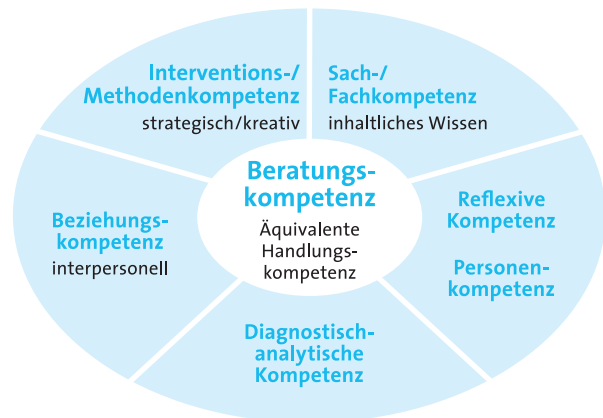 Interventions-/
Methodenkompetenz
strategisch/kreativ
Sach-/
Fachkompetenz
inhaltliches Wissen
Beratungs-
kompetenz
Äquivalente
Handlungs-
kompetenz
Beziehungs-
kompetenz
interpersonell
Reflexive
Kompetenz
Personen-
kompetenz
Diagnostisch-
analytische
Kompetenz